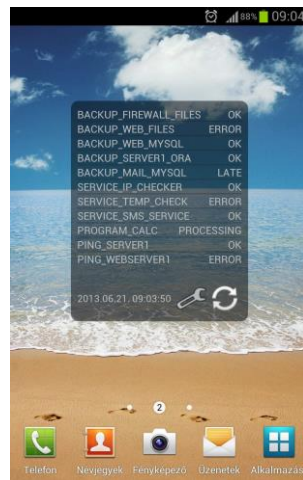 88% 09:04
BACKUP_FIREWALL_FILES OK
BACKUP_WEB_FILES ERROR
BACKUP_WEB_MYSQL OK
BACKUP_SERVER1_ORA OK
BACKUP_MAIL_MYSQL LATE
SERVICE_IP_CHECKER OK
SERVICE_TEMP_CHECK ERROR
SERVICE_SMS_SERVICE OK
PROGRAM_CALC PROCESSING
PING_SERVER1 OK
PING_WEBSERVER1 ERROR
2013.06.21. 09:03:50
2
Telefon Névjegyek Fényképező Üzenetek Alkalmazás